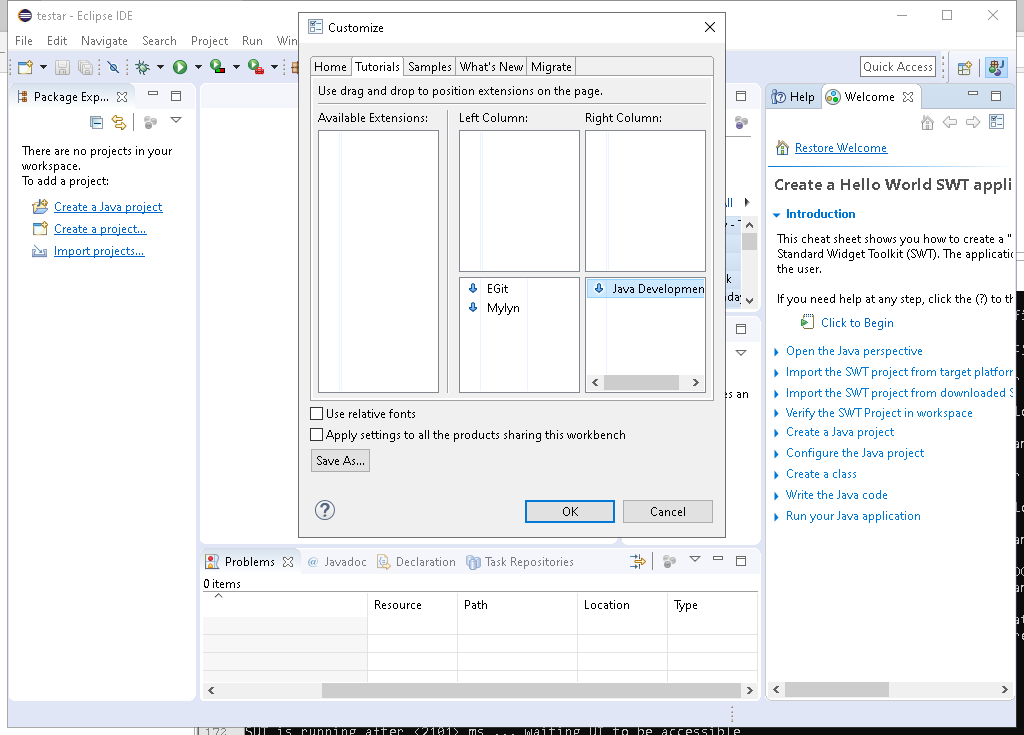 testar - Eclipse IDE
File Edit Navigate Search Project Run Win
Quick Access
Package Exp...
There are no projects in your
workspace.
To add a project:
Create a Java project
Create a project...
Import projects...
Customize
Home Tutorials Samples What's New Migrate
Use drag and drop to position extensions on the page.
Available Extensions: Left Column: Right Column:
EGit
Mylyn
Java Developmen
Use relative fonts
Apply settings to all the products sharing this workbench
Save As...
OK Cancel
Help Welcome
Restore Welcome
Create a Hello World SWT appli
Introduction
This cheat sheet shows you how to create a "
Standard Widget Toolkit (SWT). The applicatic
the user.
If you need help at any step, click the (?) to th
Click to Begin
Open the Java perspective
Import the SWT project from target platforr
Import the SWT project from downloaded S
Verify the SWT Project in workspace
Create a Java project
Configure the Java project
Create a class
Write the Java code
Run your Java application
es an
Problems @ Javadoc Declaration Task Repositories
0 items
Resource Path Location Type
172 SUT is running after <2101> ms ... waiting UI to be accessible